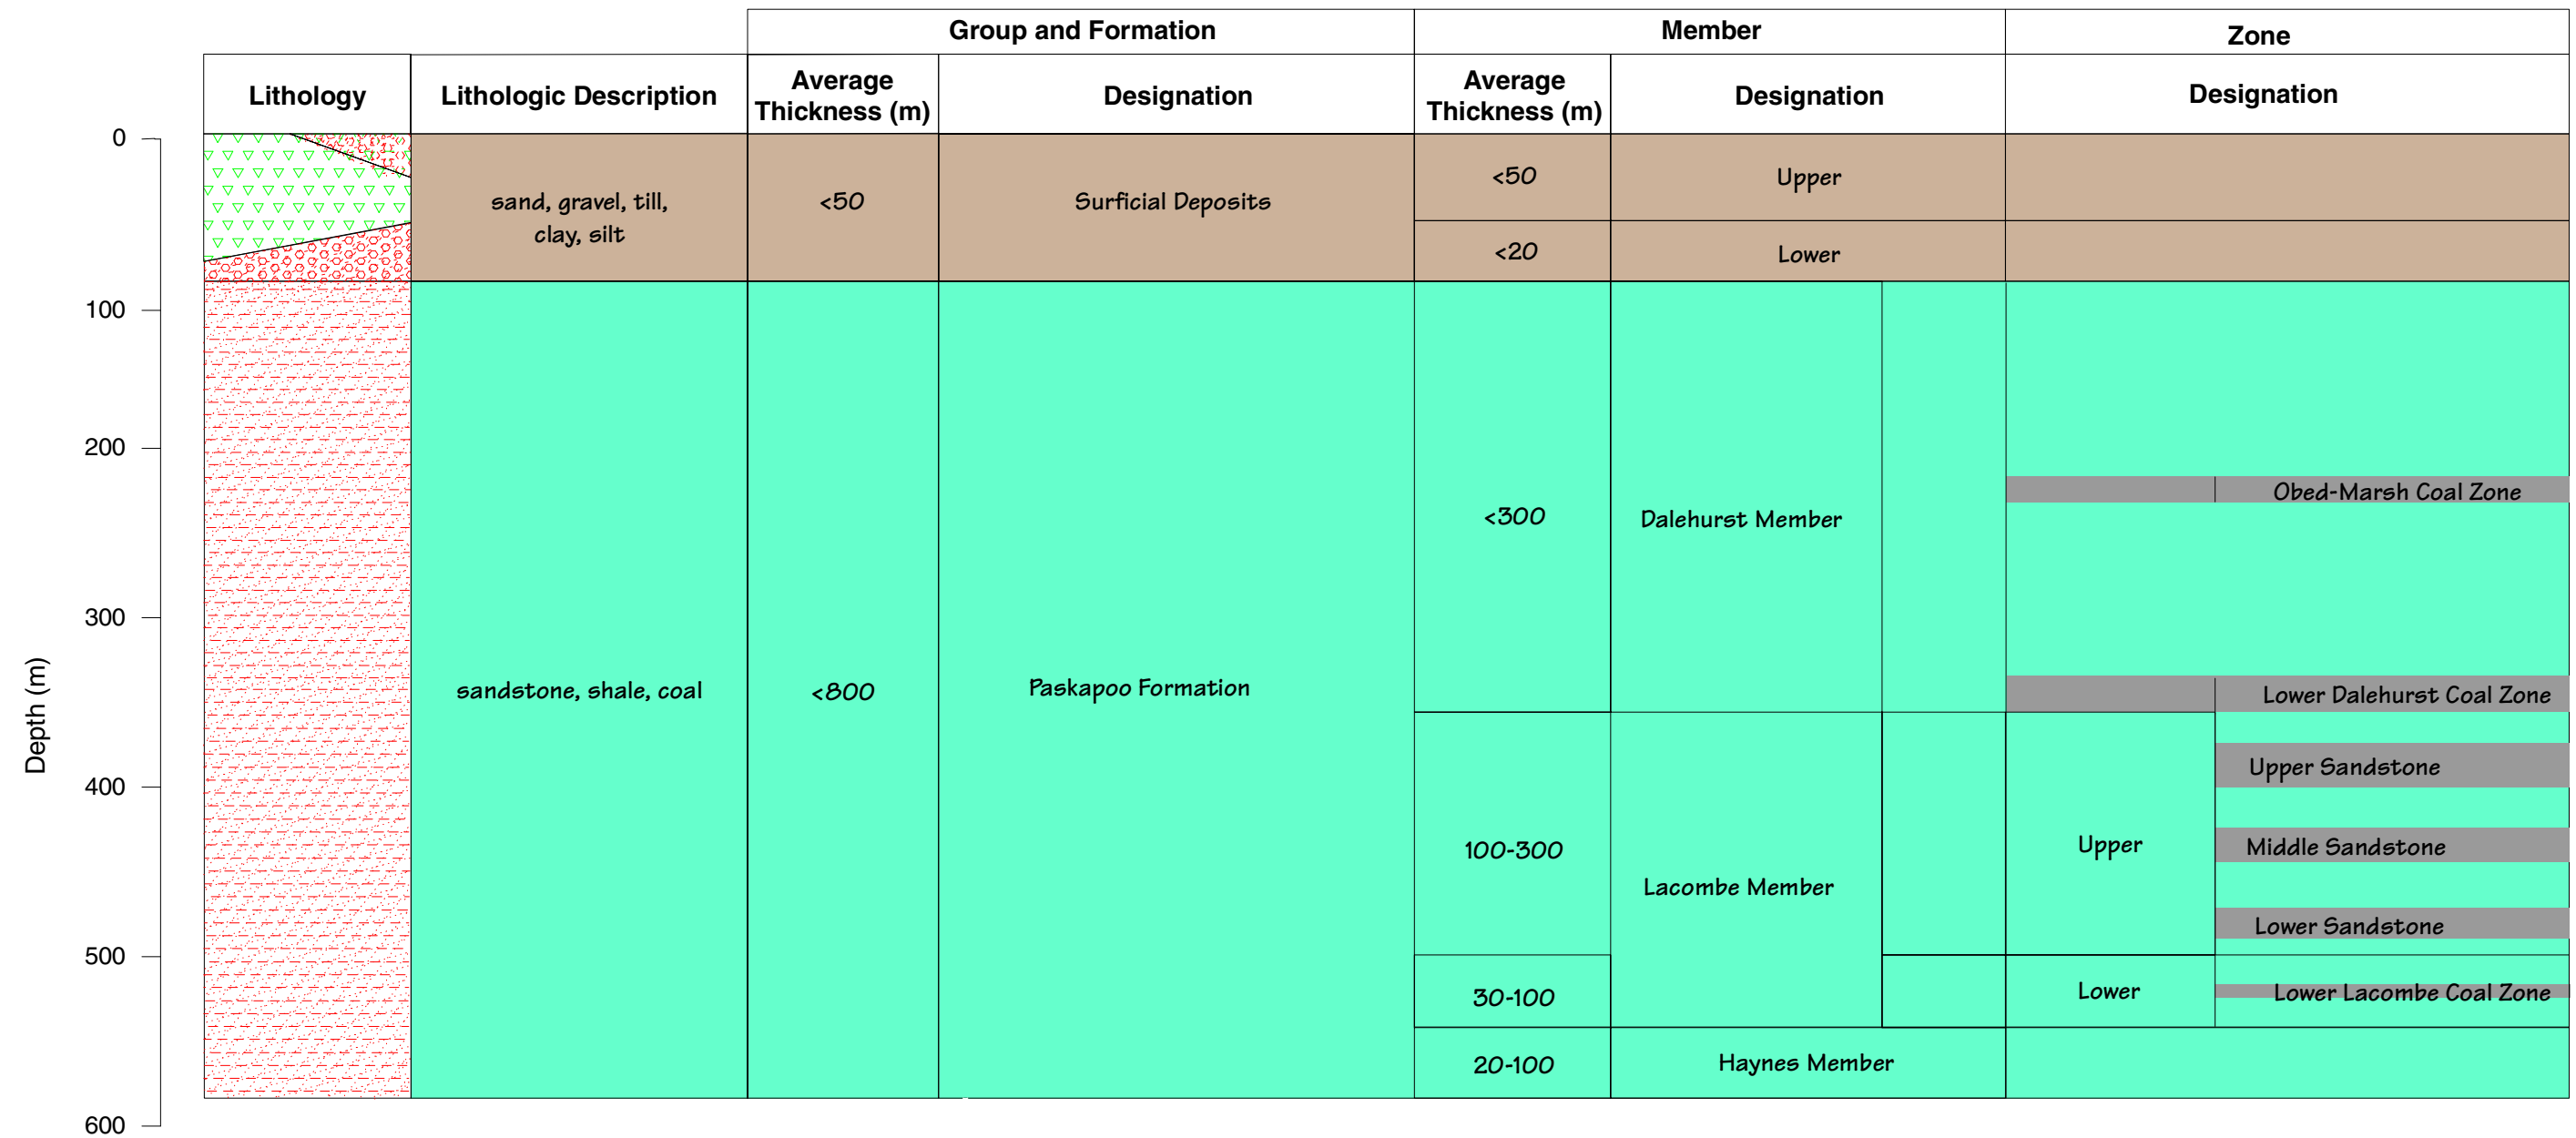 Group and Formation
Member
Zone
Lithology
Lithologic Description
Average
Thickness (m)
Designation
Average
Thickness (m)
Designation
Designation
0
100
200
300
400
500
600
Depth (m)
sand, gravel, till,
clay, silt
<50
Surficial Deposits
<50
Upper
<20
Lower
sandstone, shale, coal
<800
Paskapoo Formation
<300
Dalehurst Member
Obed-Marsh Coal Zone
Lower Dalehurst Coal Zone
100-300
Lacombe Member
Upper
Upper Sandstone
Middle Sandstone
Lower Sandstone
30-100
Lower
Lower Lacombe Coal Zone
20-100
Haynes Member